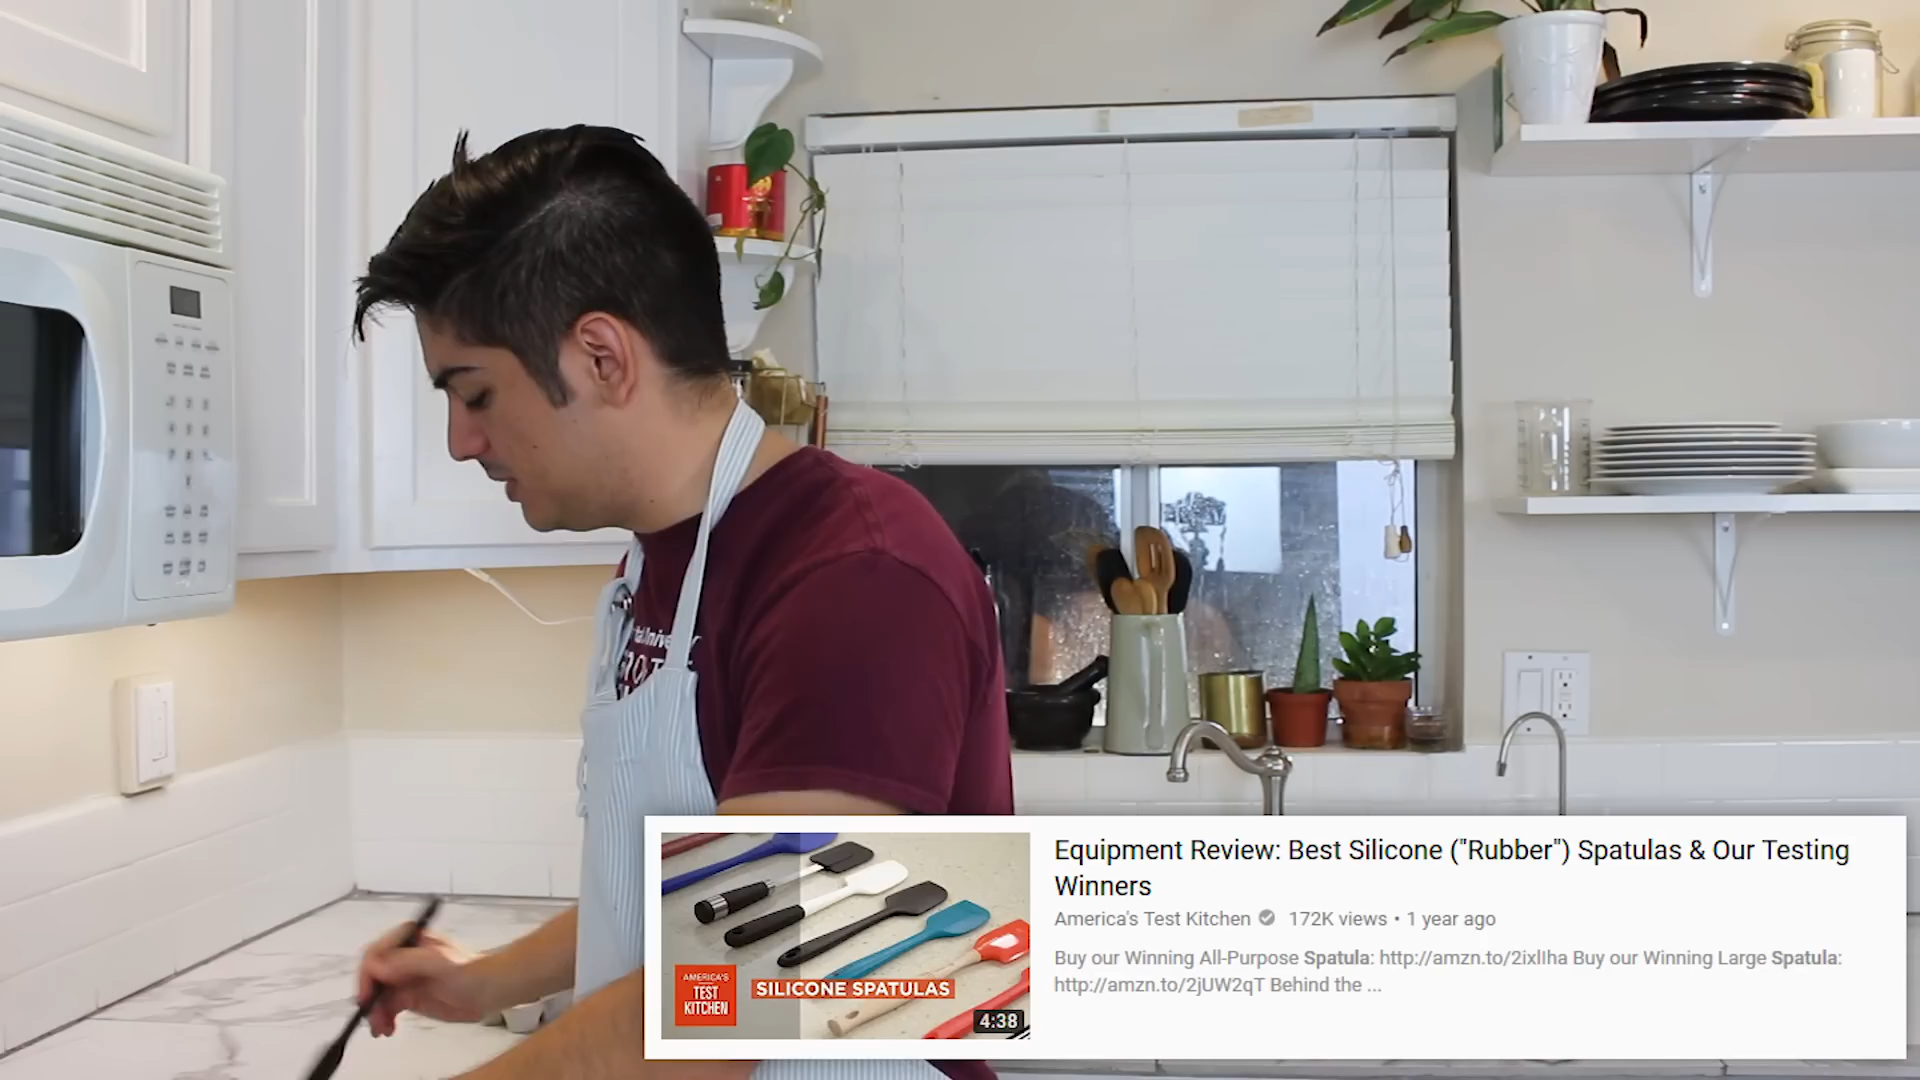 Equipment Review: Best Silicone ("Rubber") Spatulas & Our Testing
Winners
America's Test Kitchen 172K views • 1 year ago
Buy our Winning All-Purpose Spatula: http://amzn.to/2ixlIha Buy our Winning Large Spatula:
http://amzn.to/2jUW2qT Behind the ...
AMERICA'S
TEST
KITCHEN
SILICONE SPATULAS
4:38